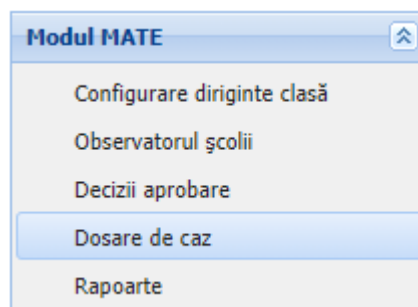 Modul MATE
Configurare diriginte clasă
Observatorul şcolii
Decizii aprobare
Dosare de caz
Rapoarte